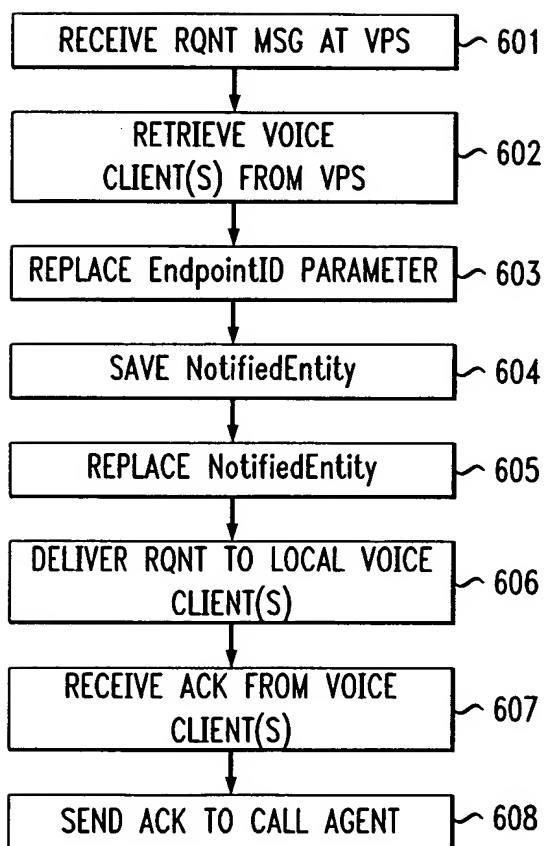 RECEIVE RQNT MSG AT VPS 601
RETRIEVE VOICE
CLIENT(S) FROM VPS 602
REPLACE EndpointID PARAMETER 603
SAVE NotifiedEntity 604
REPLACE NotifiedEntity 605
DELIVER RQNT TO LOCAL VOICE
CLIENT(S) 606
RECEIVE ACK FROM VOICE
CLIENT(S) 607
SEND ACK TO CALL AGENT 608